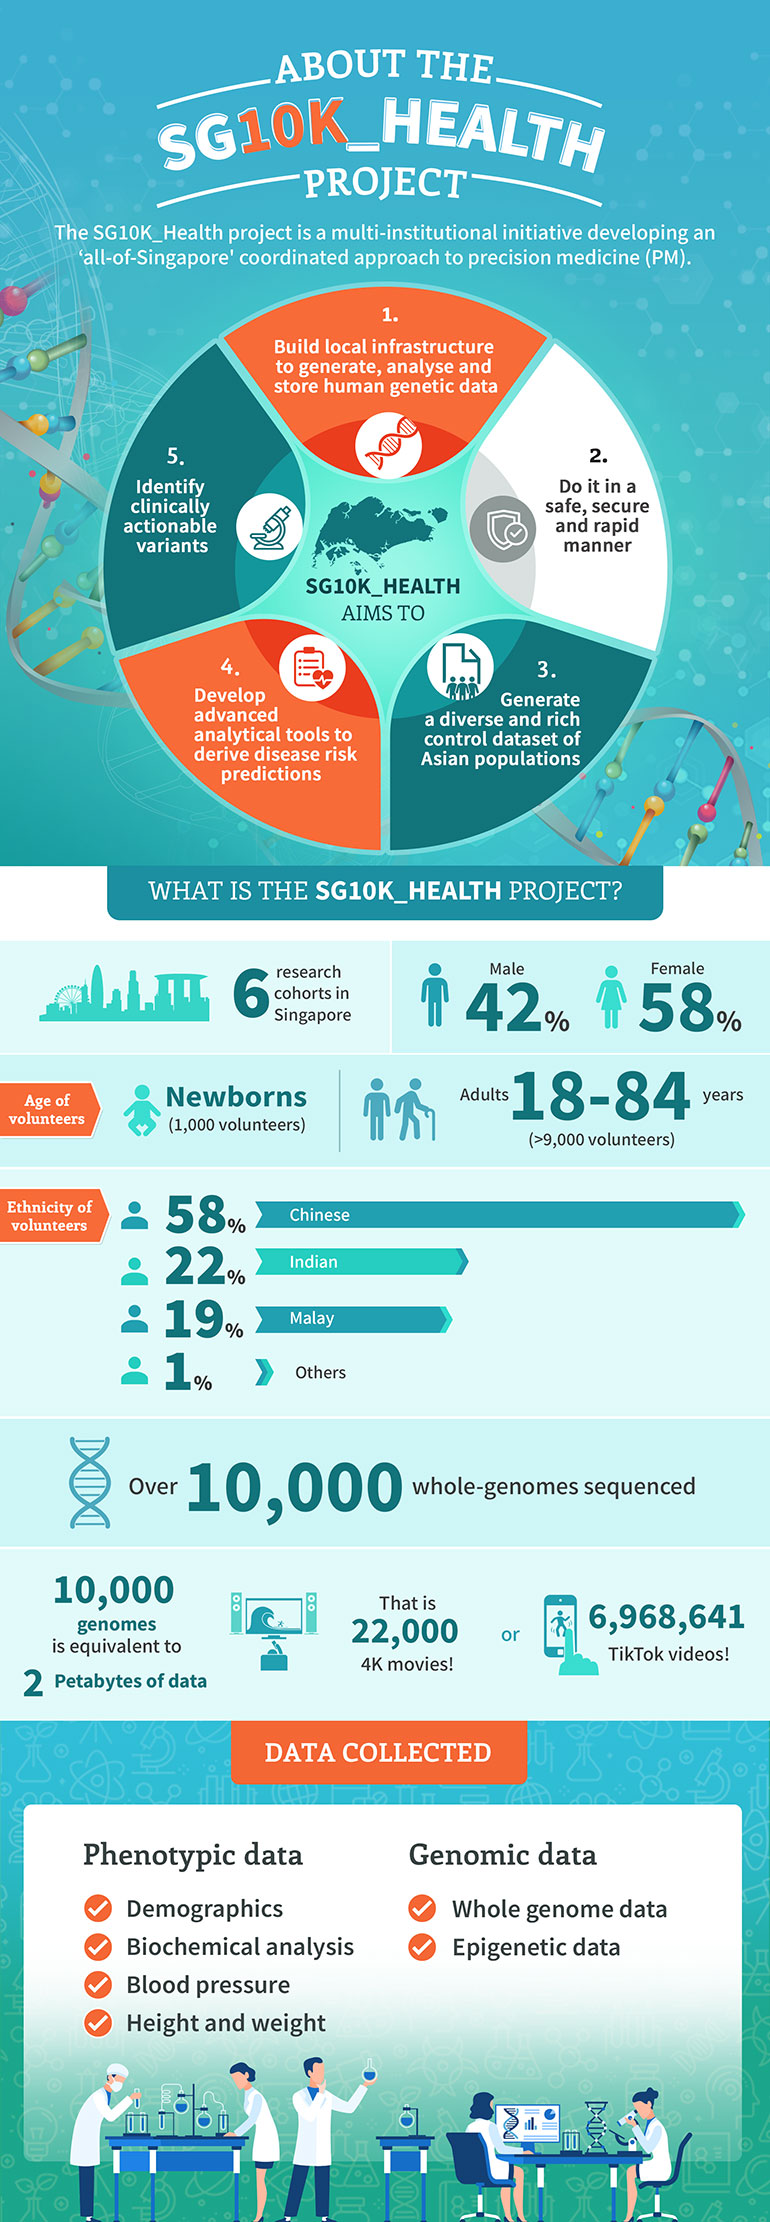 ABOUT THE
SG10K_HEALTH
PROJECT
The SG10K_Health project is a multi-institutional initiative developing an
‘all-of-Singapore' coordinated approach to precision medicine (PM).
1.
Build local infrastructure
to generate, analyse and
store human genetic data
2.
Do it in a
safe, secure
and rapid
manner
3.
Generate
a diverse and rich
control dataset of
Asian populations
4.
Develop
advanced
analytical tools to
derive disease risk
predictions
5.
Identify
clinically
actionable
variants
SG10K_HEALTH
AIMS TO
WHAT IS THE SG10K_HEALTH PROJECT?
6
research
cohorts in
Singapore
Male
42%
Female
58%
Age of
volunteers
Newborns
(1,000 volunteers)
Adults 18-84 years
(>9,000 volunteers)
Ethnicity of
volunteers
58% Chinese
22% Indian
19% Malay
1% Others
Over 10,000 whole-genomes sequenced
10,000
genomes
is equivalent to
2 Petabytes of data
That is
22,000
4K movies!
or
6,968,641
TikTok videos!
DATA COLLECTED
Phenotypic data
Demographics
Biochemical analysis
Blood pressure
Height and weight
Genomic data
Whole genome data
Epigenetic data